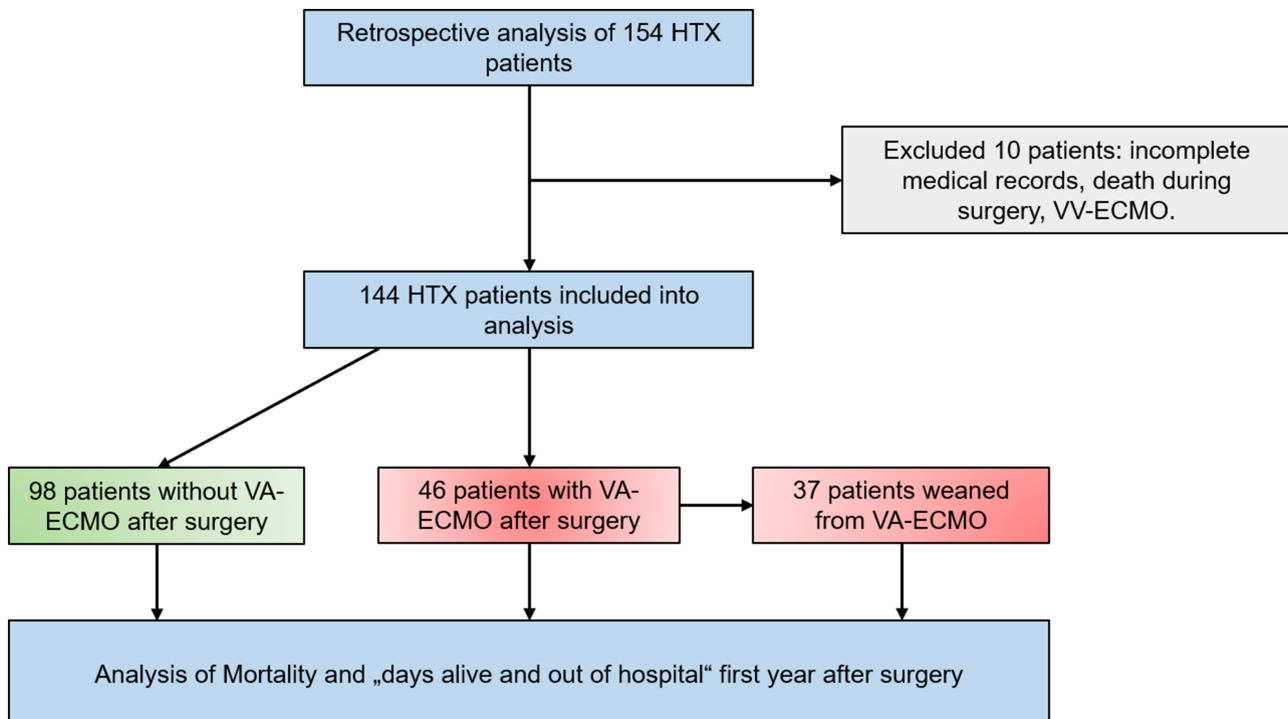 Retrospective analysis of 154 HTX
patients
Excluded 10 patients: incomplete
medical records, death during
surgery, VV-ECMO.
144 HTX patients included into
analysis
98 patients without VA-
ECMO after surgery
46 patients with VA-
ECMO after surgery
37 patients weaned
from VA-ECMO
Analysis of Mortality and „days alive and out of hospital“ first year after surgery